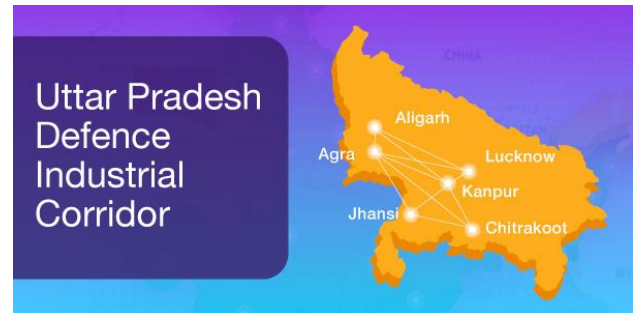 Uttar Pradesh
Defence
Industrial
Corridor
CHINA
Aligarh
Agra
Lucknow
Kanpur
Jhansi
Chitrakoot